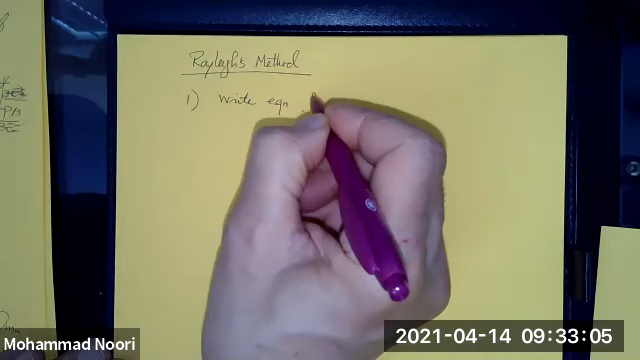 Rayleigh's Method
1) write eqn
Mohammad Noori
2021-04-14 09:33:05